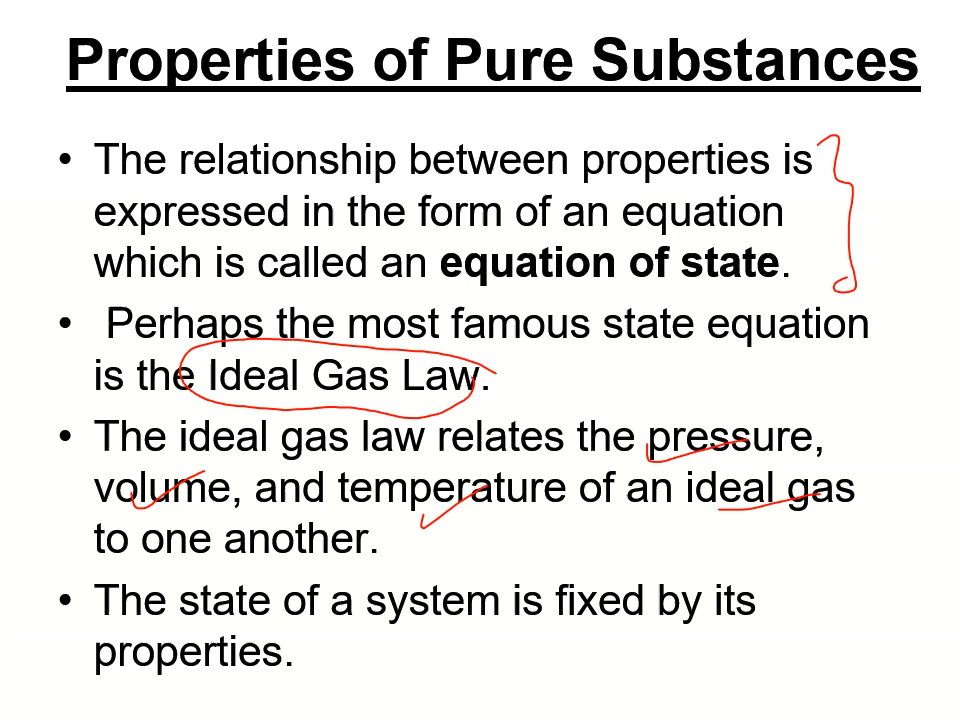 Properties of Pure Substances
• The relationship between properties is
expressed in the form of an equation
which is called an equation of state.
• Perhaps the most famous state equation
is the Ideal Gas Law.
• The ideal gas law relates the pressure,
volume, and temperature of an ideal gas
to one another.
• The state of a system is fixed by its
properties.